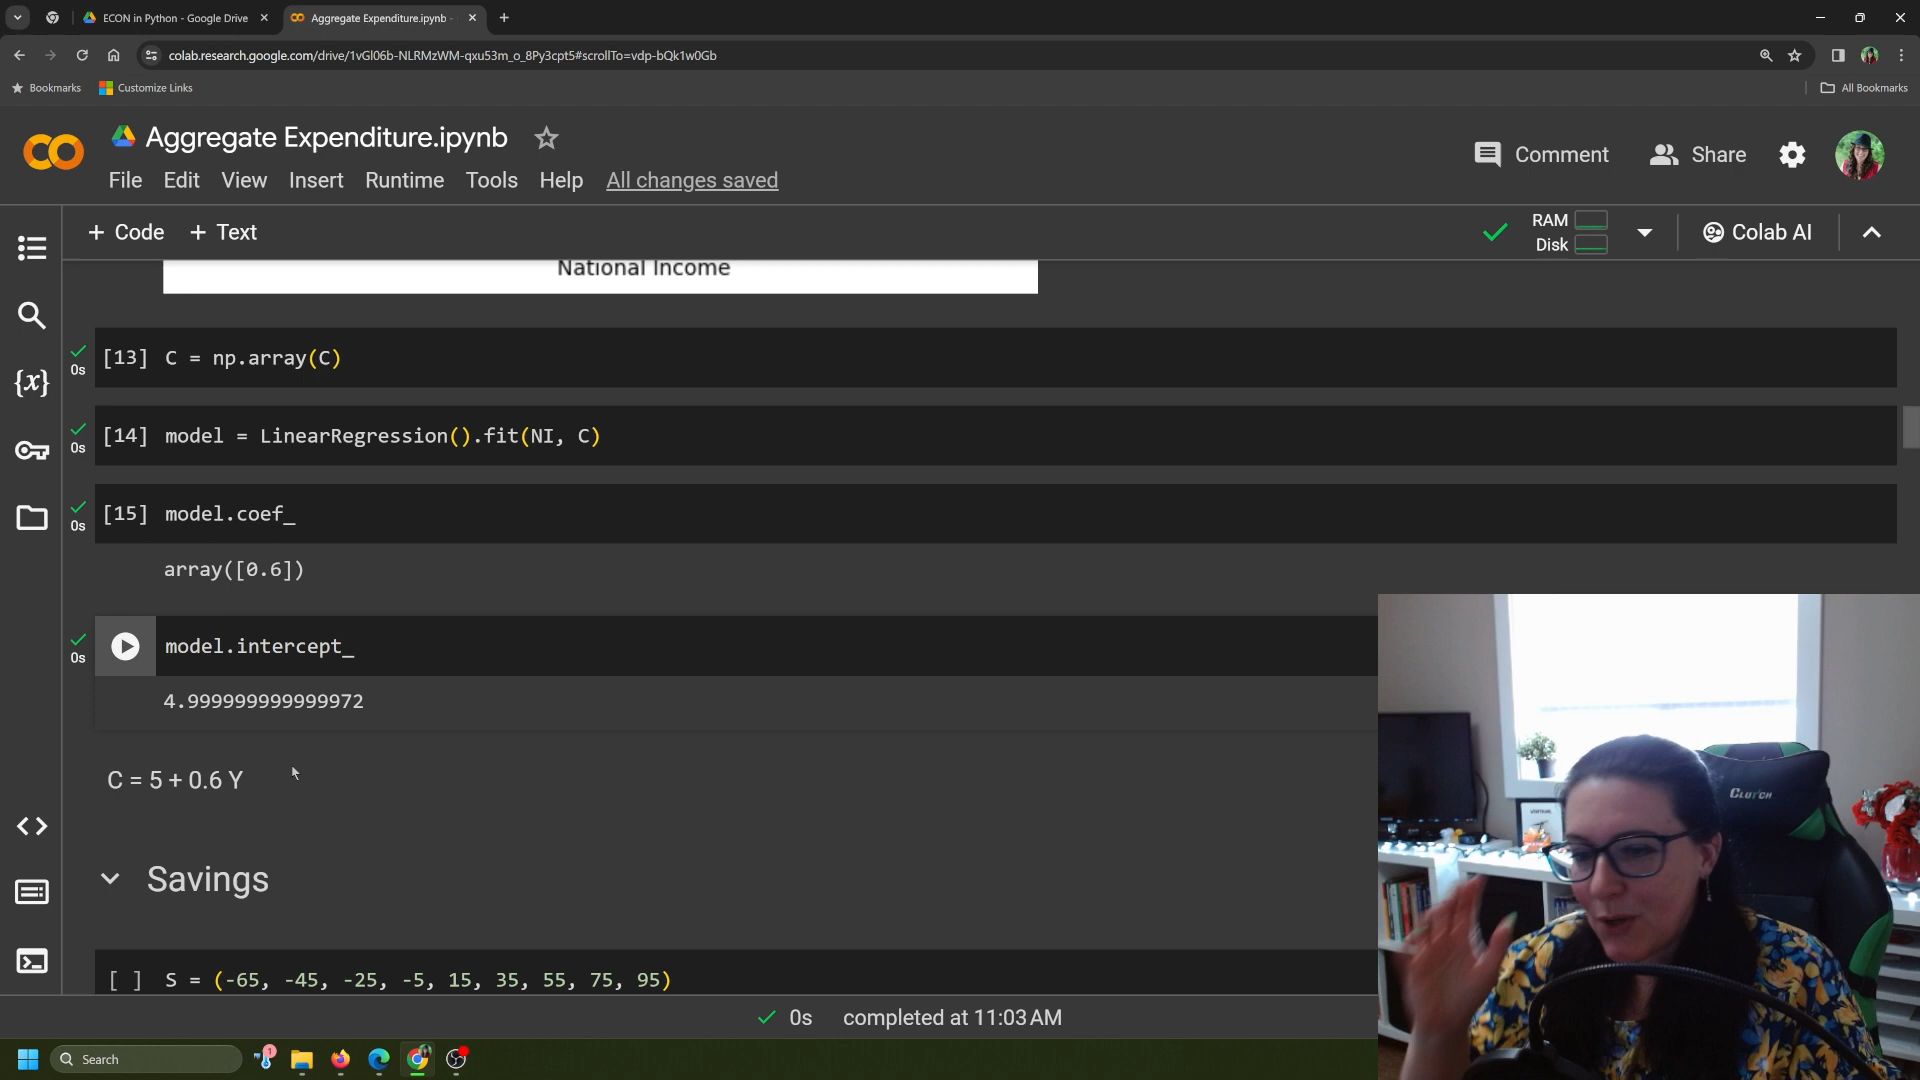 ECON in Python - Google Drive
Aggregate Expenditure.ipynb -
colab.research.google.com/drive/1vGl06b-NLRMzWM-qxu53m_o_8Py3cpt5#scrollTo=vdp-bQk1w0Gb
Bookmarks
Customize Links
All Bookmarks
CO
Aggregate Expenditure.ipynb
Comment
Share
File Edit View Insert Runtime Tools Help All changes saved
+ Code + Text
RAM
Disk
Colab AI
National Income
0s
[13] C = np.array(C)
0s
[14] model = LinearRegression().fit(NI, C)
0s
[15] model.coef_
array([0.6])
0s
model.intercept_
4.999999999999972
C = 5 + 0.6 Y
Savings
[ ] S = (-65, -45, -25, -5, 15, 35, 55, 75, 95)
0s completed at 11:03 AM
Search
1
CLUTCH
{x}